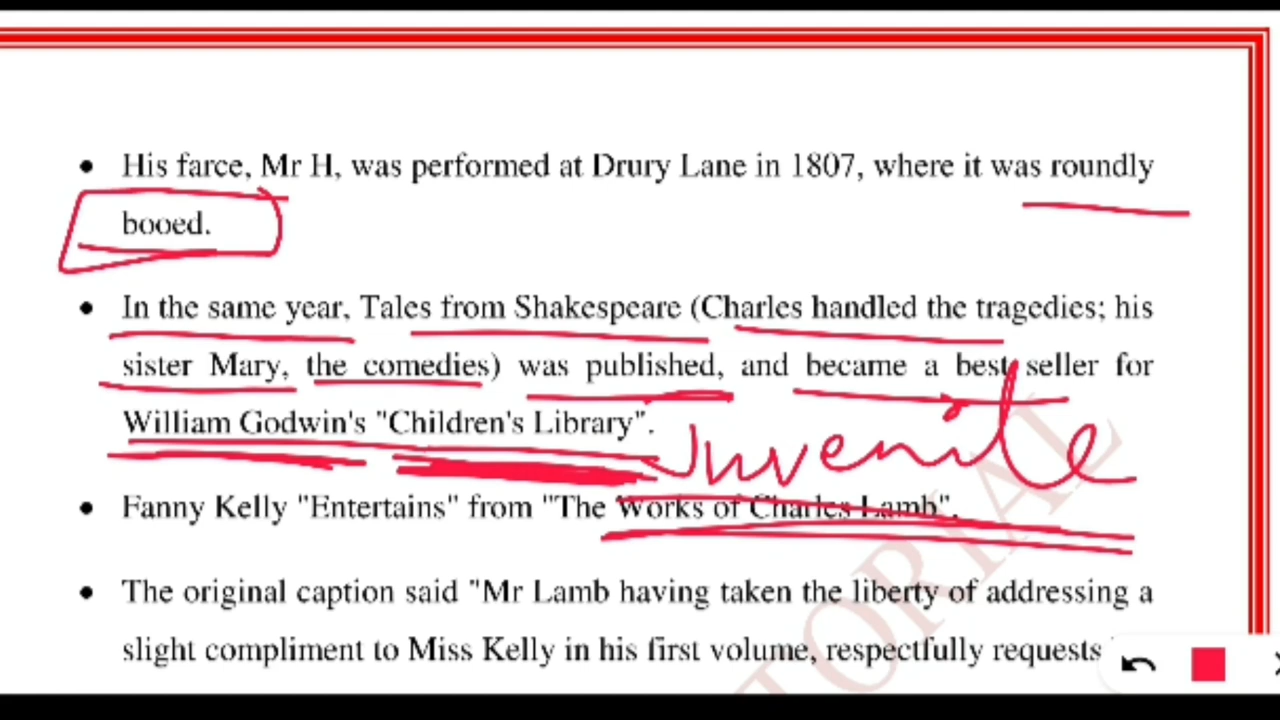 • His farce, Mr H, was performed at Drury Lane in 1807, where it was roundly
booed.
• In the same year, Tales from Shakespeare (Charles handled the tragedies; his
sister Mary, the comedies) was published, and became a best seller for
William Godwin's "Children's Library".
Juvenile
• Fanny Kelly "Entertains" from "The Works of Charles Lamb".
• The original caption said "Mr Lamb having taken the liberty of addressing a
slight compliment to Miss Kelly in his first volume, respectfully requests
TORIAL